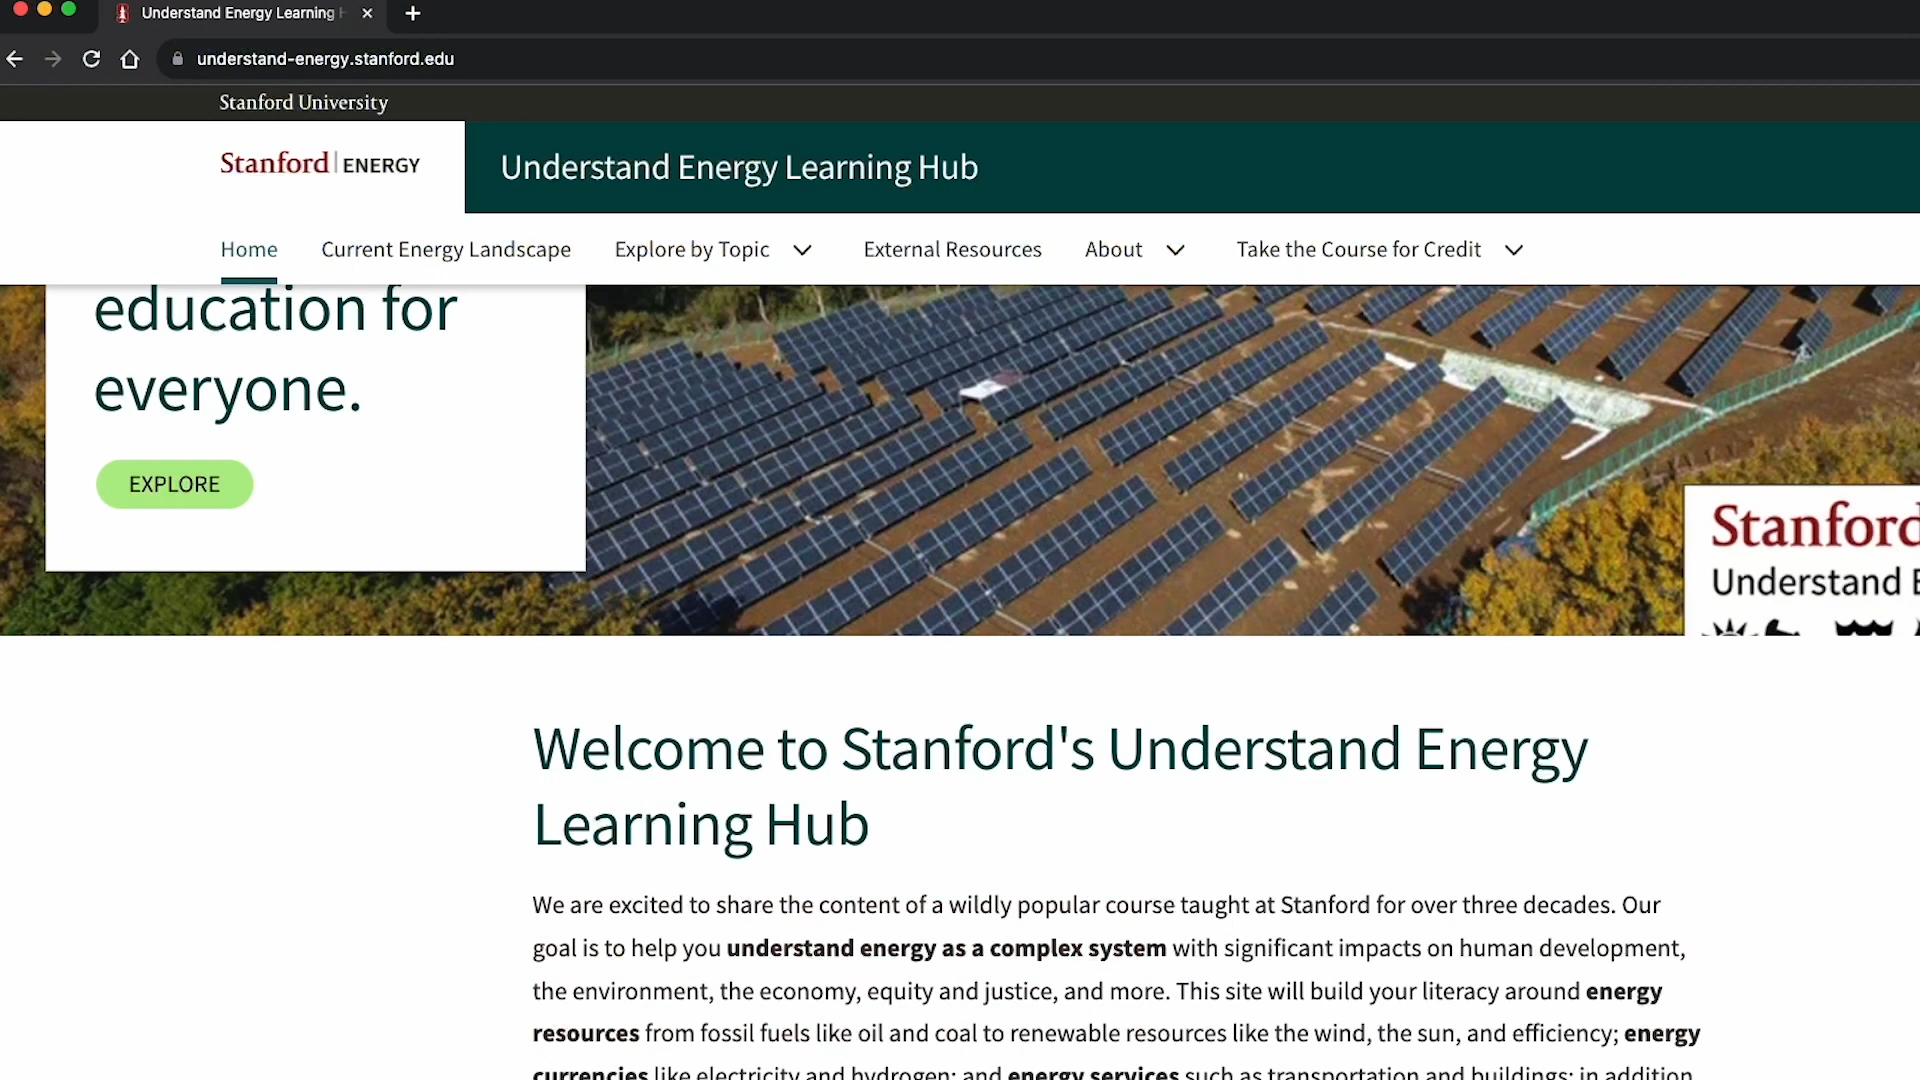 Understand Energy Learning
understand-energy.stanford.edu
Stanford University
Stanford ENERGY
Understand Energy Learning Hub
Home Current Energy Landscape Explore by Topic External Resources About Take the Course for Credit
education for
everyone.
EXPLORE
Stanford
Understand E
Welcome to Stanford's Understand Energy
Learning Hub
We are excited to share the content of a wildly popular course taught at Stanford for over three decades. Our
goal is to help you understand energy as a complex system with significant impacts on human development,
the environment, the economy, equity and justice, and more. This site will build your literacy around energy
resources from fossil fuels like oil and coal to renewable resources like the wind, the sun, and efficiency; energy
currencies like electricity and hydrogen; and energy services such as transportation and buildings; in addition